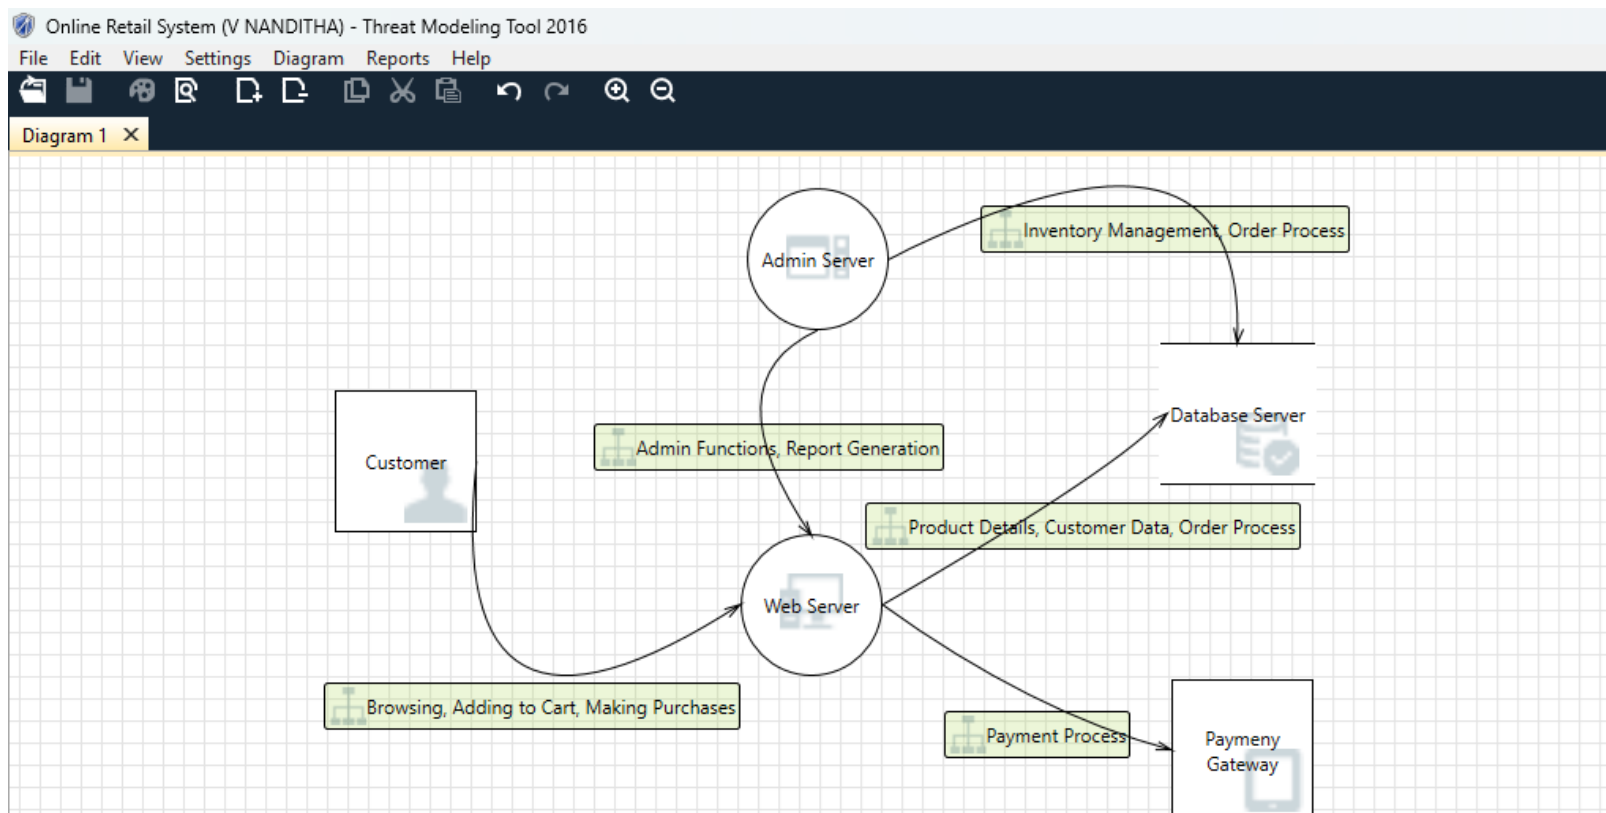 Online Retail System (V NANDITHA) - Threat Modeling Tool 2016
File Edit View Settings Diagram Reports Help
Diagram 1
Inventory Management, Order Process
Admin Server
Database Server
Admin Functions, Report Generation
Customer
Product Details, Customer Data, Order Process
Web Server
Browsing, Adding to Cart, Making Purchases
Payment Process
Paymeny
Gateway